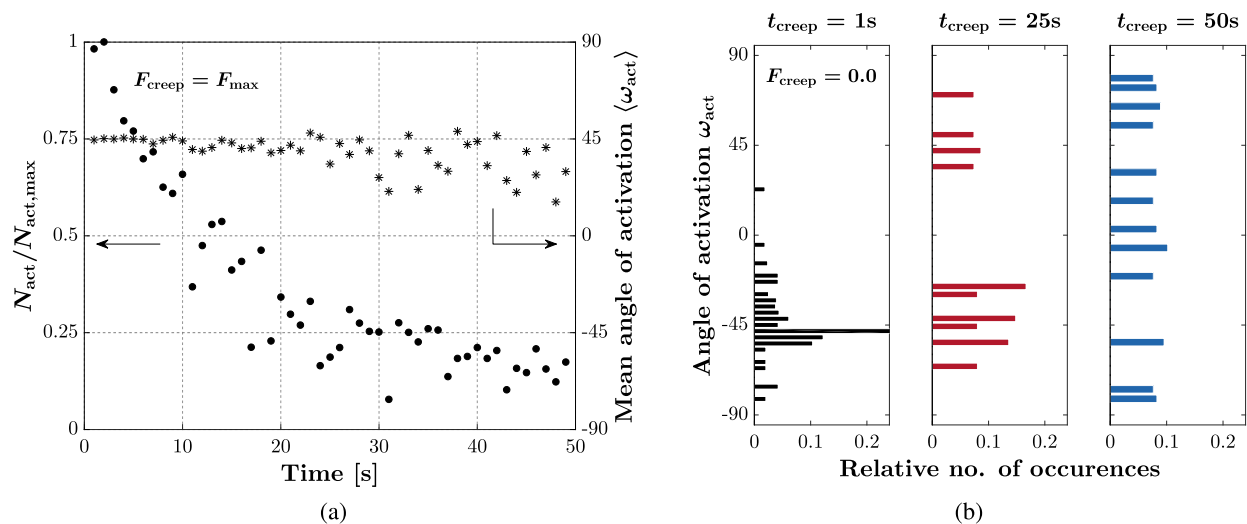 1
0.75
0.5
0.25
0
N_act/N_act,max
F_creep = F_max
90
45
0
-45
-90
Mean angle of activation ⟨ω_act⟩
0 10 20 30 40 50
Time [s]
(a)
t_creep = 1s t_creep = 25s t_creep = 50s
F_creep = 0.0
90
45
0
-45
-90
Angle of activation ω_act
0 0.1 0.2 0 0.1 0.2 0 0.1 0.2
Relative no. of occurences
(b)